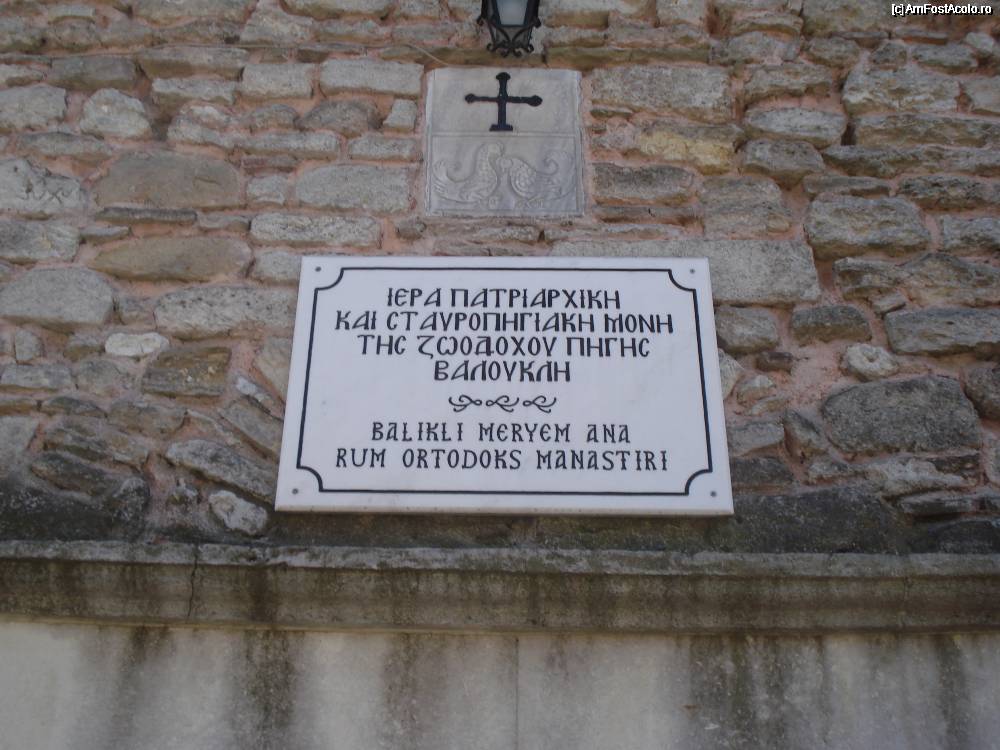 [c]AmFostAcolo.ro
ΙΕΡΑ ΠΑΤΡΙΑΡΧΙΚΗ
ΚΑΙ ΣΤΑΥΡΟΠΗΓΙΑΚΗ ΜΟΝΗ
ΤΗΣ ΖΩΟΔΟΧΟΥ ΠΗΓΗΣ
ΒΑΛΟΥΚΛΗ
BALIKLI MERYEM ANA
RUM ORTODOKS MANASTIRI